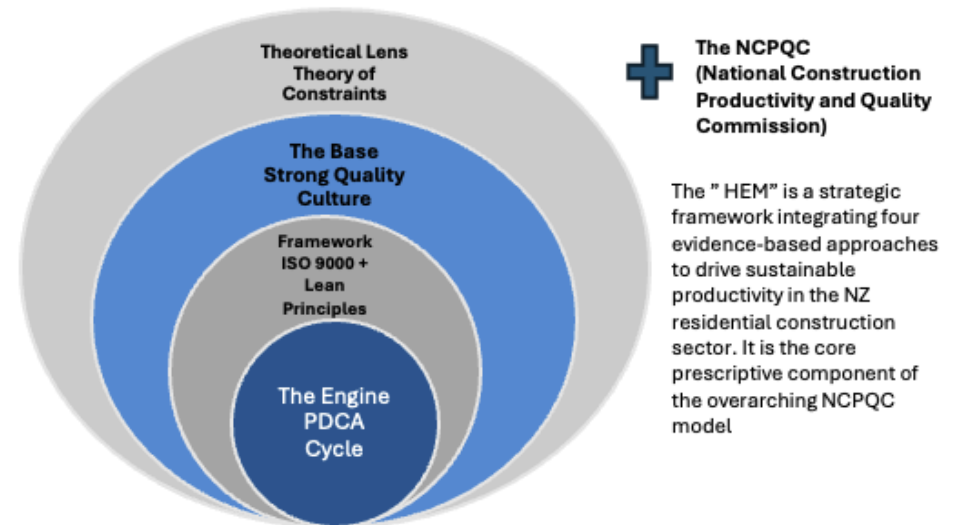 Theoretical Lens
Theory of
Constraints
The Base
Strong Quality
Culture
Framework
ISO 9000 +
Lean
Principles
The Engine
PDCA
Cycle
The NCPQC
(National Construction
Productivity and Quality
Commission)
The ” HEM” is a strategic
framework integrating four
evidence-based approaches
to drive sustainable
productivity in the NZ
residential construction
sector. It is the core
prescriptive component of
the overarching NCPQC
model